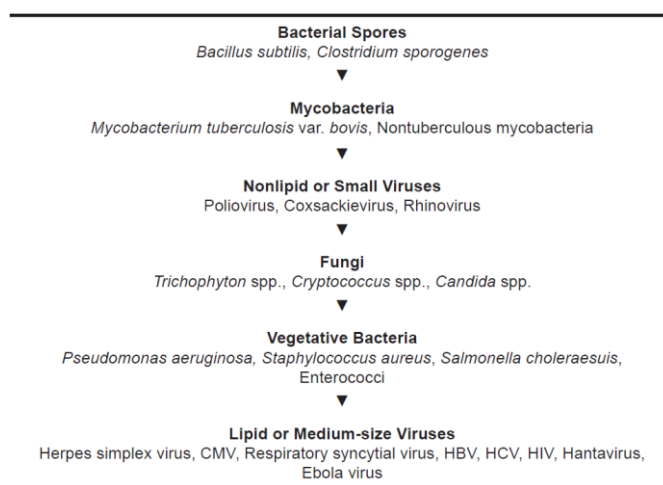 Bacterial Spores
Bacillus subtilis, Clostridium sporogenes
▼
Mycobacteria
Mycobacterium tuberculosis var. bovis, Nontuberculous mycobacteria
▼
Nonlipid or Small Viruses
Poliovirus, Coxsackievirus, Rhinovirus
▼
Fungi
Trichophyton spp., Cryptococcus spp., Candida spp.
▼
Vegetative Bacteria
Pseudomonas aeruginosa, Staphylococcus aureus, Salmonella choleraesuis,
Enterococci
▼
Lipid or Medium-size Viruses
Herpes simplex virus, CMV, Respiratory syncytial virus, HBV, HCV, HIV, Hantavirus,
Ebola virus